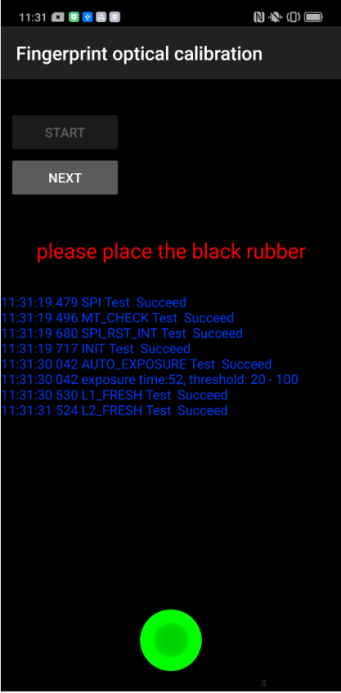 11:31
Fingerprint optical calibration
START
NEXT
please place the black rubber
11:31:19 479 SPI Test  Succeed
11:31:19 496 MT_CHECK Test  Succeed
11:31:19 680 SPI_RST_INT Test  Succeed
11:31:19 717 INIT Test  Succeed
11:31:30 042 AUTO_EXPOSURE Test  Succeed
11:31:30 042 exposure time:52, threshold: 20 - 100
11:31:30 530 L1_FRESH Test  Succeed
11:31:31 524 L2_FRESH Test  Succeed
8